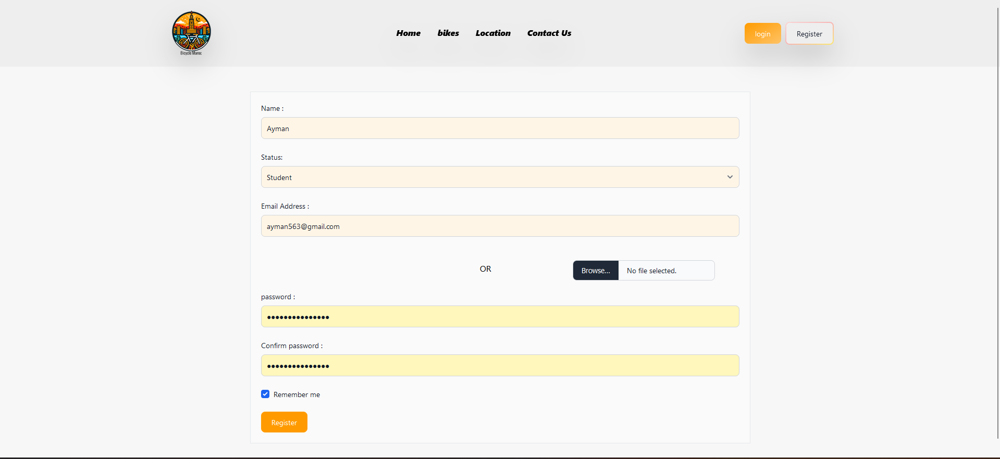 Bicycle Maroc
Home bikes Location Contact Us
login Register
Name :
Ayman
Status:
Student
Email Address :
ayman563@gmail.com
OR Browse... No file selected.
password :
●●●●●●●●●●●●●●●
Confirm password :
●●●●●●●●●●●●●●●
Remember me
Register